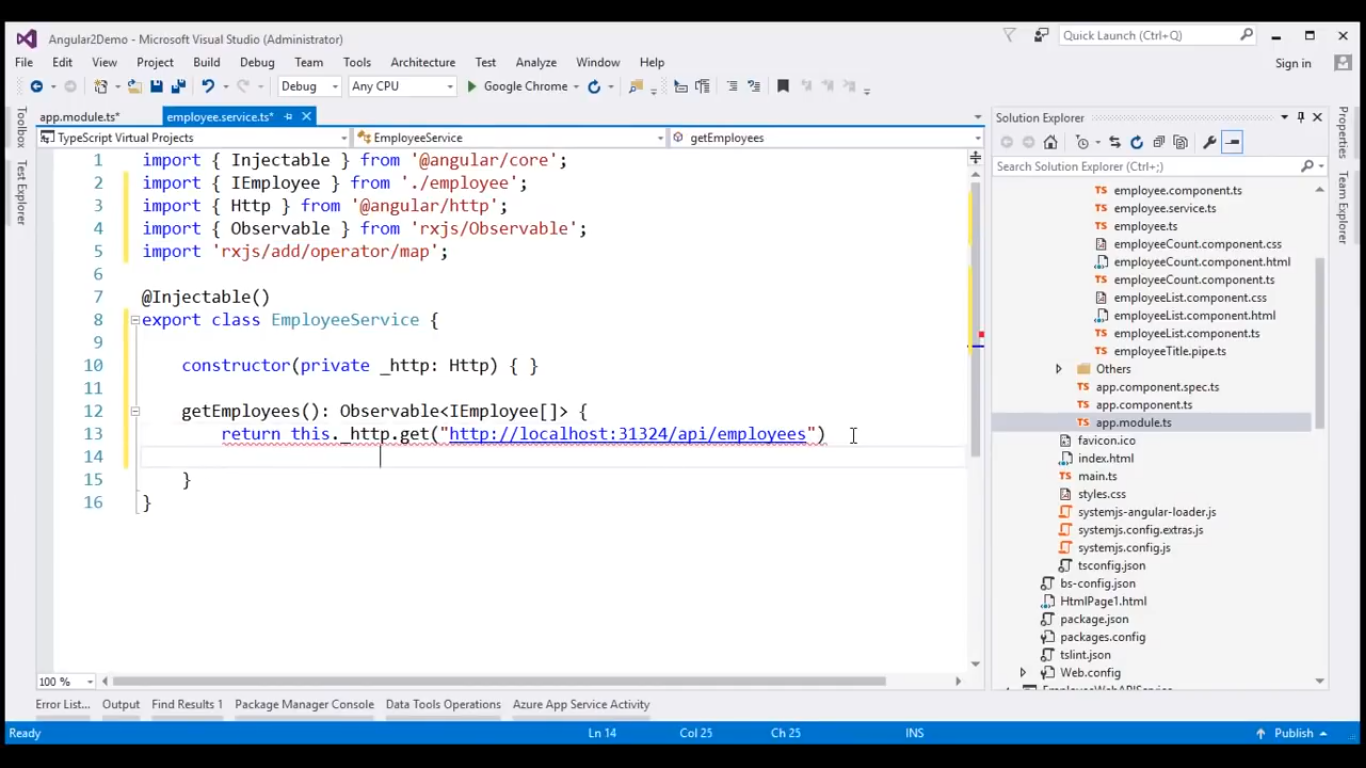 Angular2Demo - Microsoft Visual Studio (Administrator)
Quick Launch (Ctrl+Q)
File Edit View Project Build Debug Team Tools Architecture Test Analyze Window Help
Sign in
Debug Any CPU Google Chrome
Toolbox
Test Explorer
app.module.ts* employee.service.ts*
TypeScript Virtual Projects EmployeeService getEmployees
1 import { Injectable } from '@angular/core';
2 import { IEmployee } from './employee';
3 import { Http } from '@angular/http';
4 import { Observable } from 'rxjs/Observable';
5 import 'rxjs/add/operator/map';
6
7 @Injectable()
8 export class EmployeeService {
9
10 constructor(private _http: Http) { }
11
12 getEmployees(): Observable<IEmployee[]> {
13 return this._http.get("http://localhost:31324/api/employees")
14
15 }
16 }
100 %
Solution Explorer
Search Solution Explorer (Ctrl+;)
TS employee.component.ts
TS employee.service.ts
TS employee.ts
employeeCount.component.css
employeeCount.component.html
TS employeeCount.component.ts
employeeList.component.css
employeeList.component.html
TS employeeList.component.ts
TS employeeTitle.pipe.ts
Others
TS app.component.spec.ts
TS app.component.ts
TS app.module.ts
favicon.ico
index.html
TS main.ts
styles.css
systemjs-angular-loader.js
systemjs.config.extras.js
systemjs.config.js
tsconfig.json
bs-config.json
HtmlPage1.html
package.json
packages.config
tslint.json
Web.config
EmployeeWebAPIService
Properties
Team Explorer
Error List... Output Find Results 1 Package Manager Console Data Tools Operations Azure App Service Activity
Ready Ln 14 Col 25 Ch 25 INS Publish